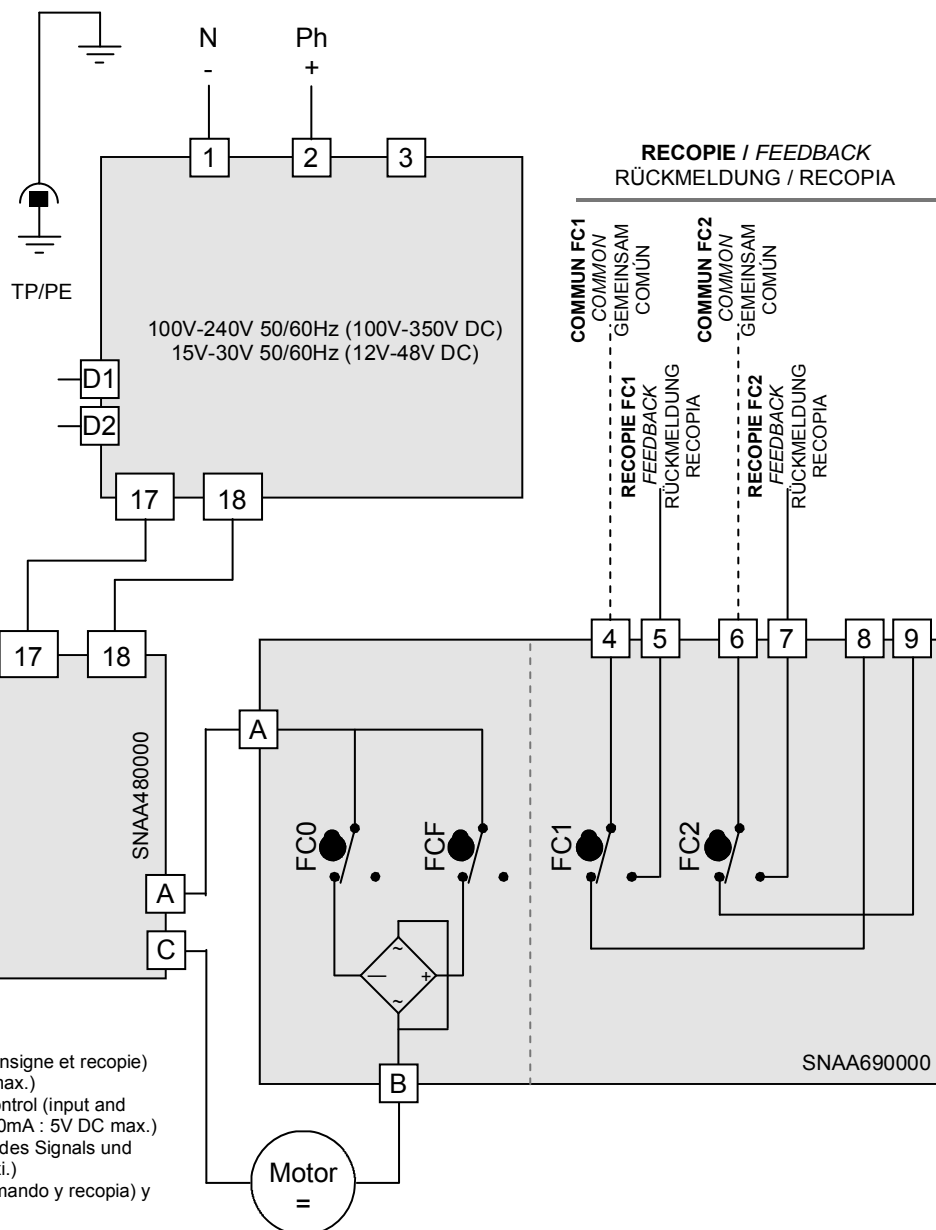 N
-
Ph
+
1
2
3
TP/PE
100V-240V 50/60Hz (100V-350V DC)
15V-30V 50/60Hz (12V-48V DC)
D1
D2
17
18
RECOPIE / FEEDBACK
RÜCKMELDUNG / RECOPIA
COMMUN FC1
COMMON
GEMEINSAM
COMÚN
RECOPIE FC1
FEEDBACK
RÜCKMELDUNG
RECOPIA
COMMUN FC2
COMMON
GEMEINSAM
COMÚN
RECOPIE FC2
FEEDBACK
RÜCKMELDUNG
RECOPIA
17
18
SNAA480000
A
C
4
5
6
7
8
9
A
FC0
FCF
FC1
FC2
~
—
+
~
B
SNAA690000
Motor
=
nsigne et recopie)
max.)
ontrol (input and
0mA : 5V DC max.)
des Signals und
xi.)
mando y recopia) y